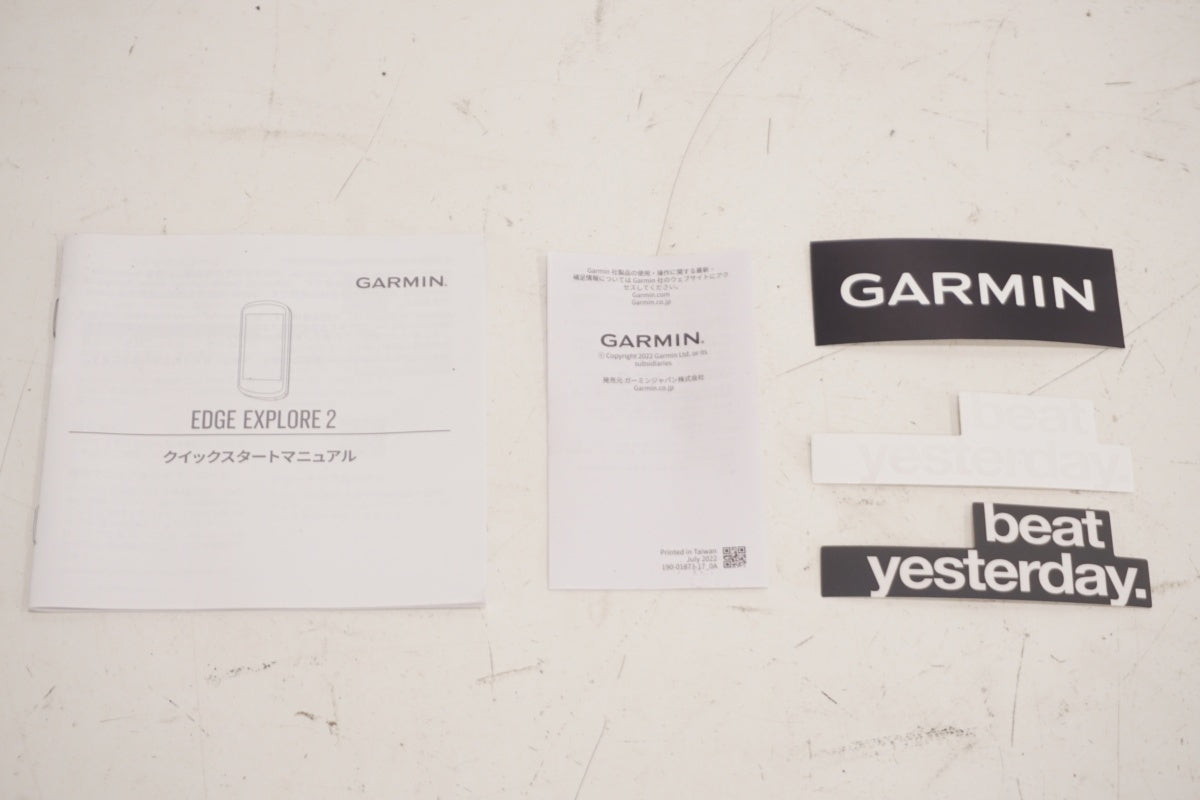 GARMIN.
EDGE EXPLORE 2
クイックスタートマニュアル
Garmin 社製品の使用・操作に関する最新・
補足情報については Garmin 社のウェブサイトにアク
セスしてください。
Garmin.com
Garmin.co.jp
GARMIN®
© Copyright 2022 Garmin Ltd. or its
subsidiaries
発売元 ガーミンジャパン株式会社
Garmin.co.jp
Printed in Taiwan
July 2022
190-01873-17_0A
GARMIN
beat
yesterday.
beat
yesterday.